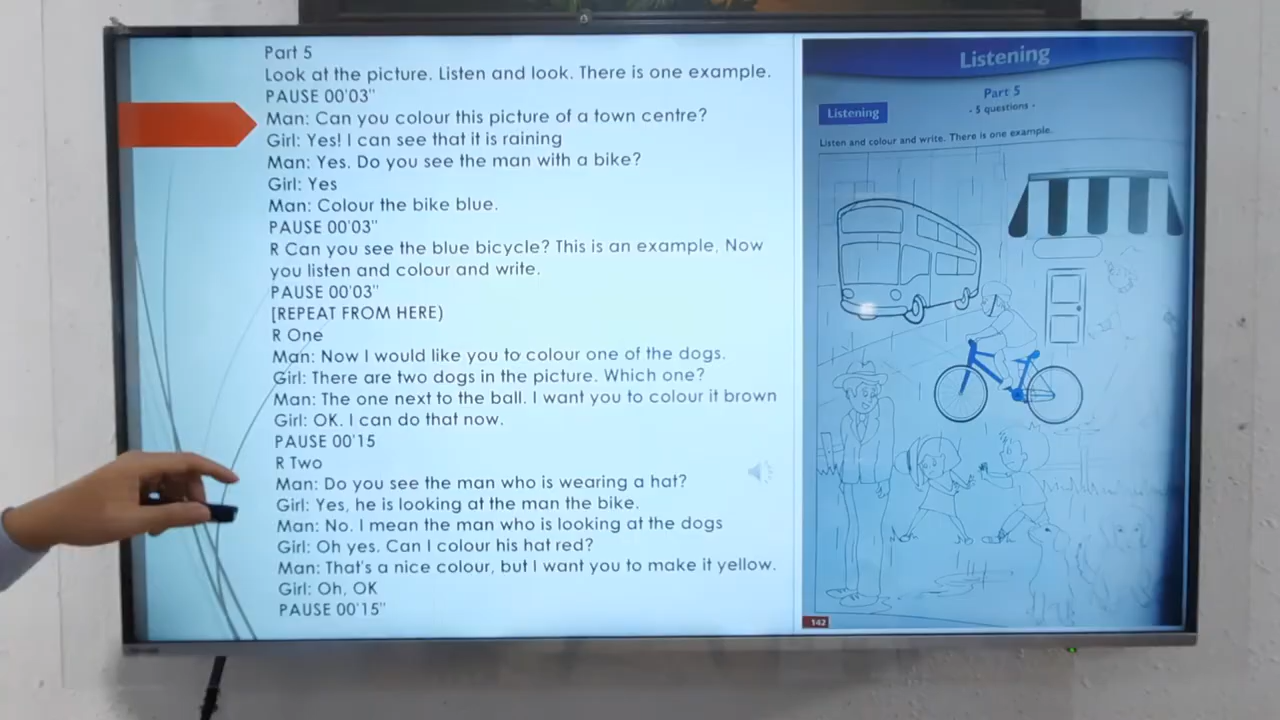 Part 5
Look at the picture. Listen and look. There is one example.
PAUSE 00'03"
Man: Can you colour this picture of a town centre?
Girl: Yes! I can see that it is raining
Man: Yes. Do you see the man with a bike?
Girl: Yes
Man: Colour the bike blue.
PAUSE 00'03"
R Can you see the blue bicycle? This is an example. Now
you listen and colour and write.
PAUSE 00'03"
[REPEAT FROM HERE)
R One
Man: Now I would like you to colour one of the dogs.
Girl: There are two dogs in the picture. Which one?
Man: The one next to the ball. I want you to colour it brown
Girl: OK. I can do that now.
PAUSE 00'15
R Two
Man: Do you see the man who is wearing a hat?
Girl: Yes, he is looking at the man the bike.
Man: No. I mean the man who is looking at the dogs
Girl: Oh yes. Can I colour his hat red?
Man: That's a nice colour, but I want you to make it yellow.
Girl: Oh, OK
PAUSE 00'15"
Listening
Part 5
- 5 questions -
Listening
Listen and colour and write. There is one example.
142